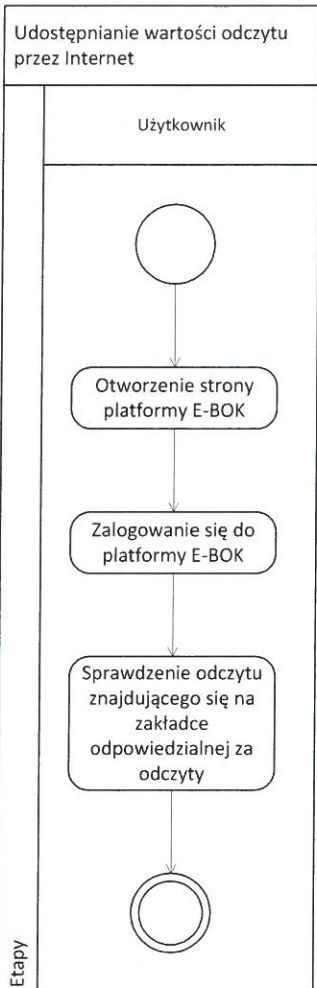 Udostępnianie wartości odczytu
przez Internet
Użytkownik
Otworzenie strony
platformy E-BOK
Zalogowanie się do
platformy E-BOK
Sprawdzenie odczytu
znajdującego się na
zakładce
odpowiedzialnej za
odczyty
Etapy